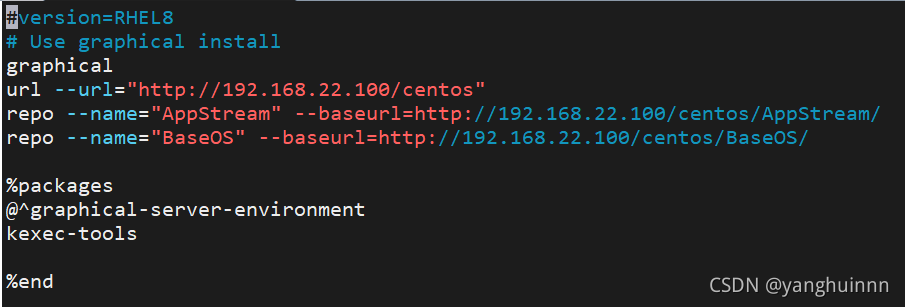 #version=RHEL8
# Use graphical install
graphical
url --url="http://192.168.22.100/centos"
repo --name="AppStream" --baseurl=http://192.168.22.100/centos/AppStream/
repo --name="BaseOS" --baseurl=http://192.168.22.100/centos/BaseOS/
%packages
@^graphical-server-environment
kexec-tools
%end
CSDN @yanghuinnn